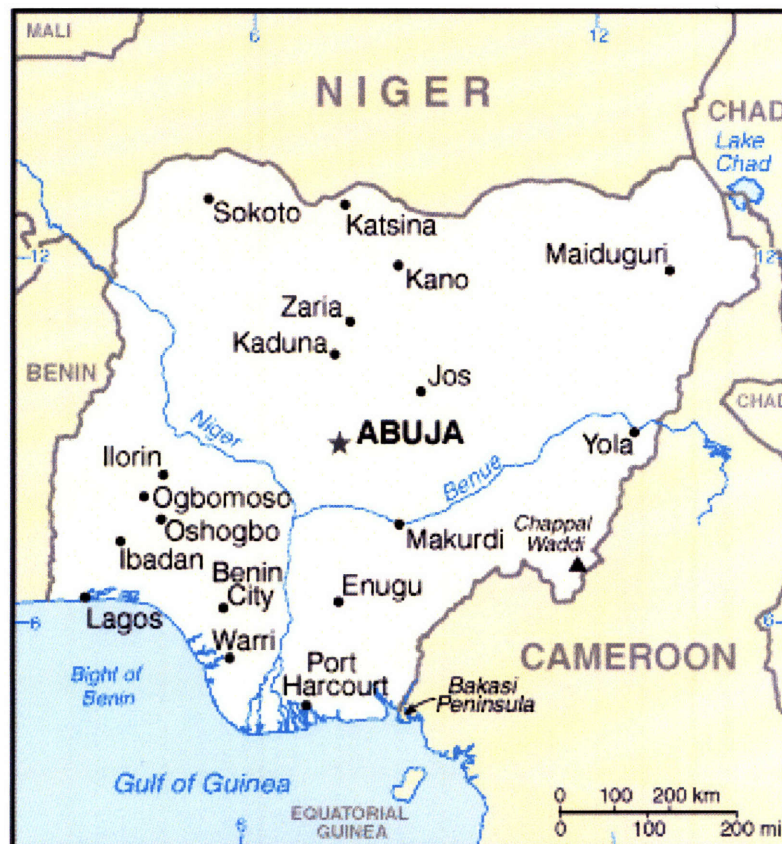 MALI
6
12
NIGER
CHAD
Lake
Chad
Sokoto
Katsina
12
Maiduguri
12
Kano
Zaria
Kaduna
BENIN
Jos
CHAD
Niger
ABUJA
Yola
Ilorin
Benue
Ogbomoso
Oshogbo
Makurdi
Chappal
Waddi
Ibadan
Benin
City
Enugu
Lagos
6
6
Warri
CAMEROON
Port
Harcourt
Bight of
Benin
Bakasi
Peninsula
Gulf of Guinea
EQUATORIAL
GUINEA
0 100 200 km
0 100 200 mi
6
12